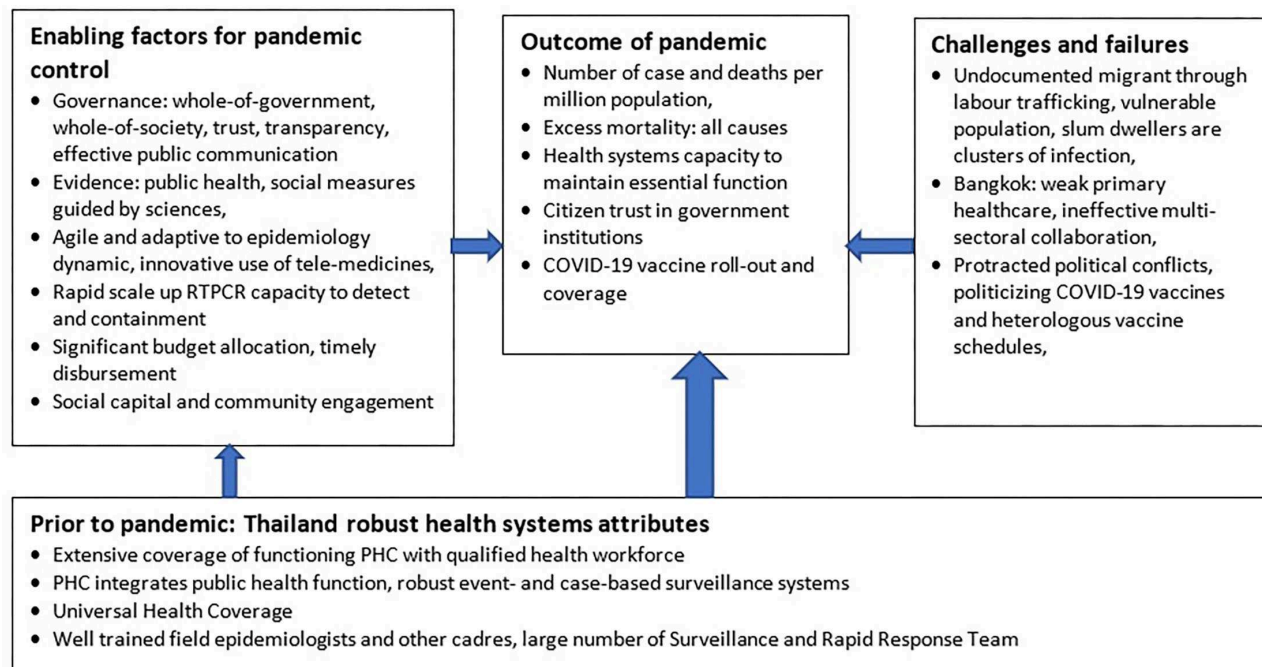 Enabling factors for pandemic
control
• Governance: whole-of-government,
whole-of-society, trust, transparency,
effective public communication
• Evidence: public health, social measures
guided by sciences,
• Agile and adaptive to epidemiology
dynamic, innovative use of tele-medicines,
• Rapid scale up RTPCR capacity to detect
and containment
• Significant budget allocation, timely
disbursement
• Social capital and community engagement
Outcome of pandemic
• Number of case and deaths per
million population,
• Excess mortality: all causes
• Health systems capacity to
maintain essential function
• Citizen trust in government
institutions
• COVID-19 vaccine roll-out and
coverage
Challenges and failures
• Undocumented migrant through
labour trafficking, vulnerable
population, slum dwellers are
clusters of infection,
• Bangkok: weak primary
healthcare, ineffective multi-
sectoral collaboration,
• Protracted political conflicts,
politicizing COVID-19 vaccines
and heterologous vaccine
schedules,
Prior to pandemic: Thailand robust health systems attributes
• Extensive coverage of functioning PHC with qualified health workforce
• PHC integrates public health function, robust event- and case-based surveillance systems
• Universal Health Coverage
• Well trained field epidemiologists and other cadres, large number of Surveillance and Rapid Response Team